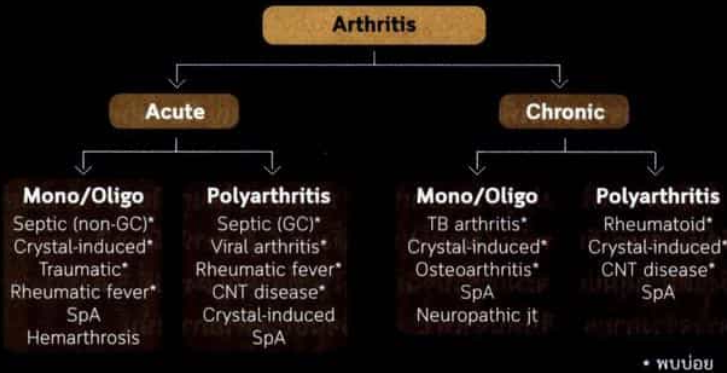 Arthritis
Acute
Chronic
Mono/Oligo
Septic (non-GC)*
Crystal-induced*
Traumatic*
Rheumatic fever*
SpA
Hemarthrosis
Polyarthritis
Septic (GC)*
Viral arthritis*
Rheumatic fever*
CNT disease*
Crystal-induced
SpA
Mono/Oligo
TB arthritis*
Crystal-induced*
Osteoarthritis*
SpA
Neuropathic jt
Polyarthritis
Rheumatoid*
Crystal-induced*
CNT disease*
SpA
* พบบ่อย